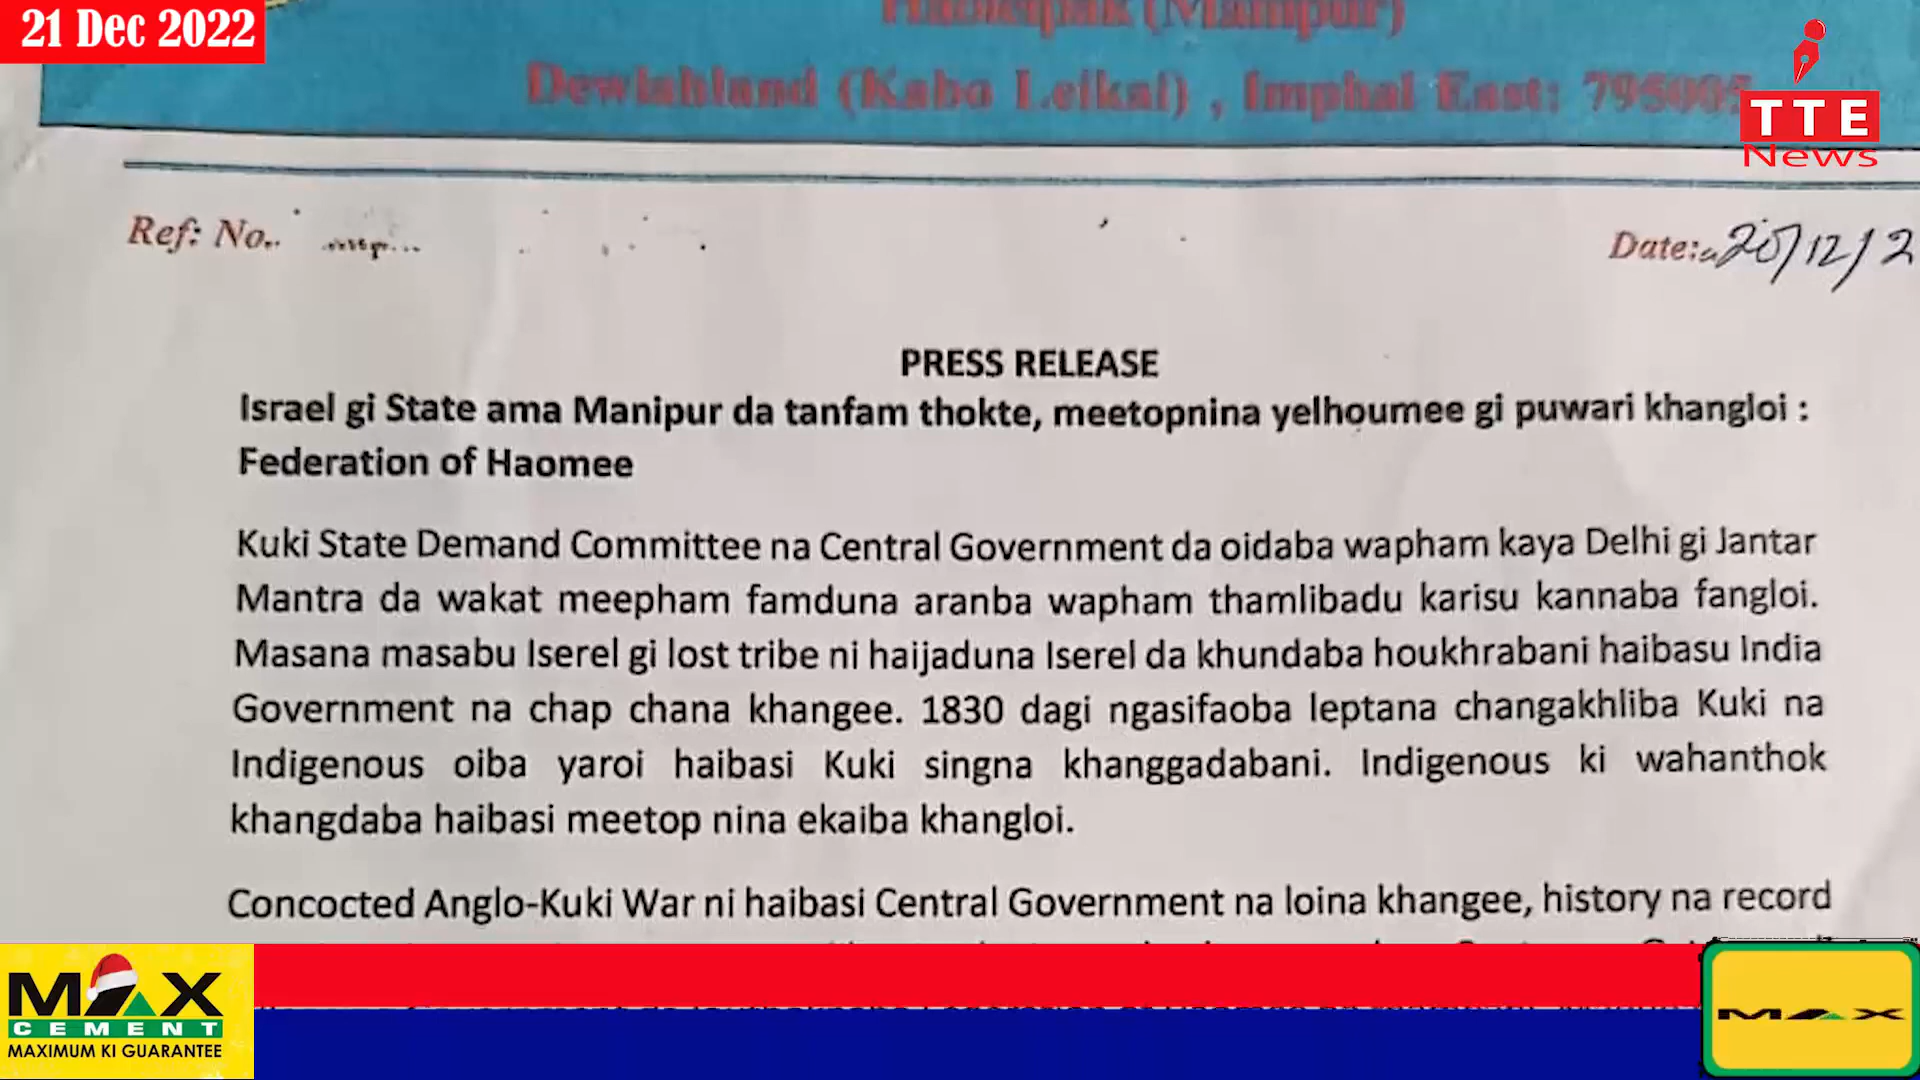 21 Dec 2022
(Manipur)
Dewlahland (Kabo Leikai) , Imphal East: 795005
TTE
News
Ref: No..
Date: 20/12/2
PRESS RELEASE
Israel gi State ama Manipur da tanfam thokte, meetopnina yelhoumee gi puwari khangloi :
Federation of Haomee
Kuki State Demand Committee na Central Government da oidaba wapham kaya Delhi gi Jantar
Mantra da wakat meepham famduna aranba wapham thamlibadu karisu kannaba fangloi.
Masana masabu Iserel gi lost tribe ni haijaduna Iserel da khundaba houkhrabani haibasu India
Government na chap chana khangee. 1830 dagi ngasifaoba leptana changakhliba Kuki na
Indigenous oiba yaroi haibasi Kuki singna khanggadabani. Indigenous ki wahanthok
khangdaba haibasi meetop nina ekaiba khangloi.
Concocted Anglo-Kuki War ni haibasi Central Government na loina khangee, history na record
MAX
CEMENT
MAXIMUM KI GUARANTEE
MAX